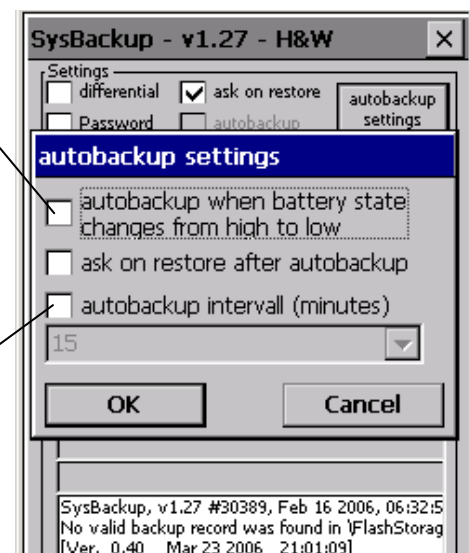 SysBackup - v1.27 - H&W
Settings
differential ask on restore autobackup
settings
Password autobackup
autobackup settings
autobackup when battery state
changes from high to low
ask on restore after autobackup
autobackup intervall (minutes)
15
OK Cancel
SysBackup, v1.27 #30389, Feb 16 2006, 06:32:5
No valid backup record was found in \FlashStorag
[Ver. 0.40 Mar 23 2006 21:01:09]